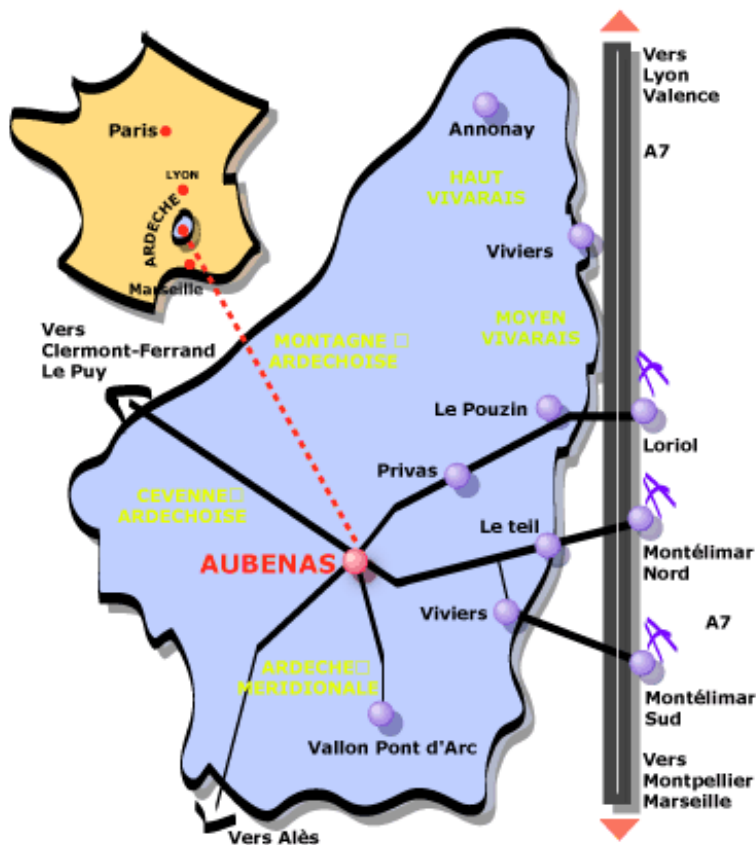 Vers
Lyon
Valence
A7
Paris
LYON
ARDECHE
Marseille
Annonay
HAUT
VIVARAIS
Viviers
MOYEN
VIVARAIS
Vers
Clermont-Ferrand
Le Puy
MONTAGNE
ARDECHOISE
Le Pouzin
Loriol
Privas
CEVENNE
ARDECHOISE
Le teil
AUBENAS
Montélimar
Nord
Viviers
A7
ARDECHE
MERIDIONALE
Montélimar
Sud
Vallon Pont d'Arc
Vers
Montpellier
Marseille
Vers Alès